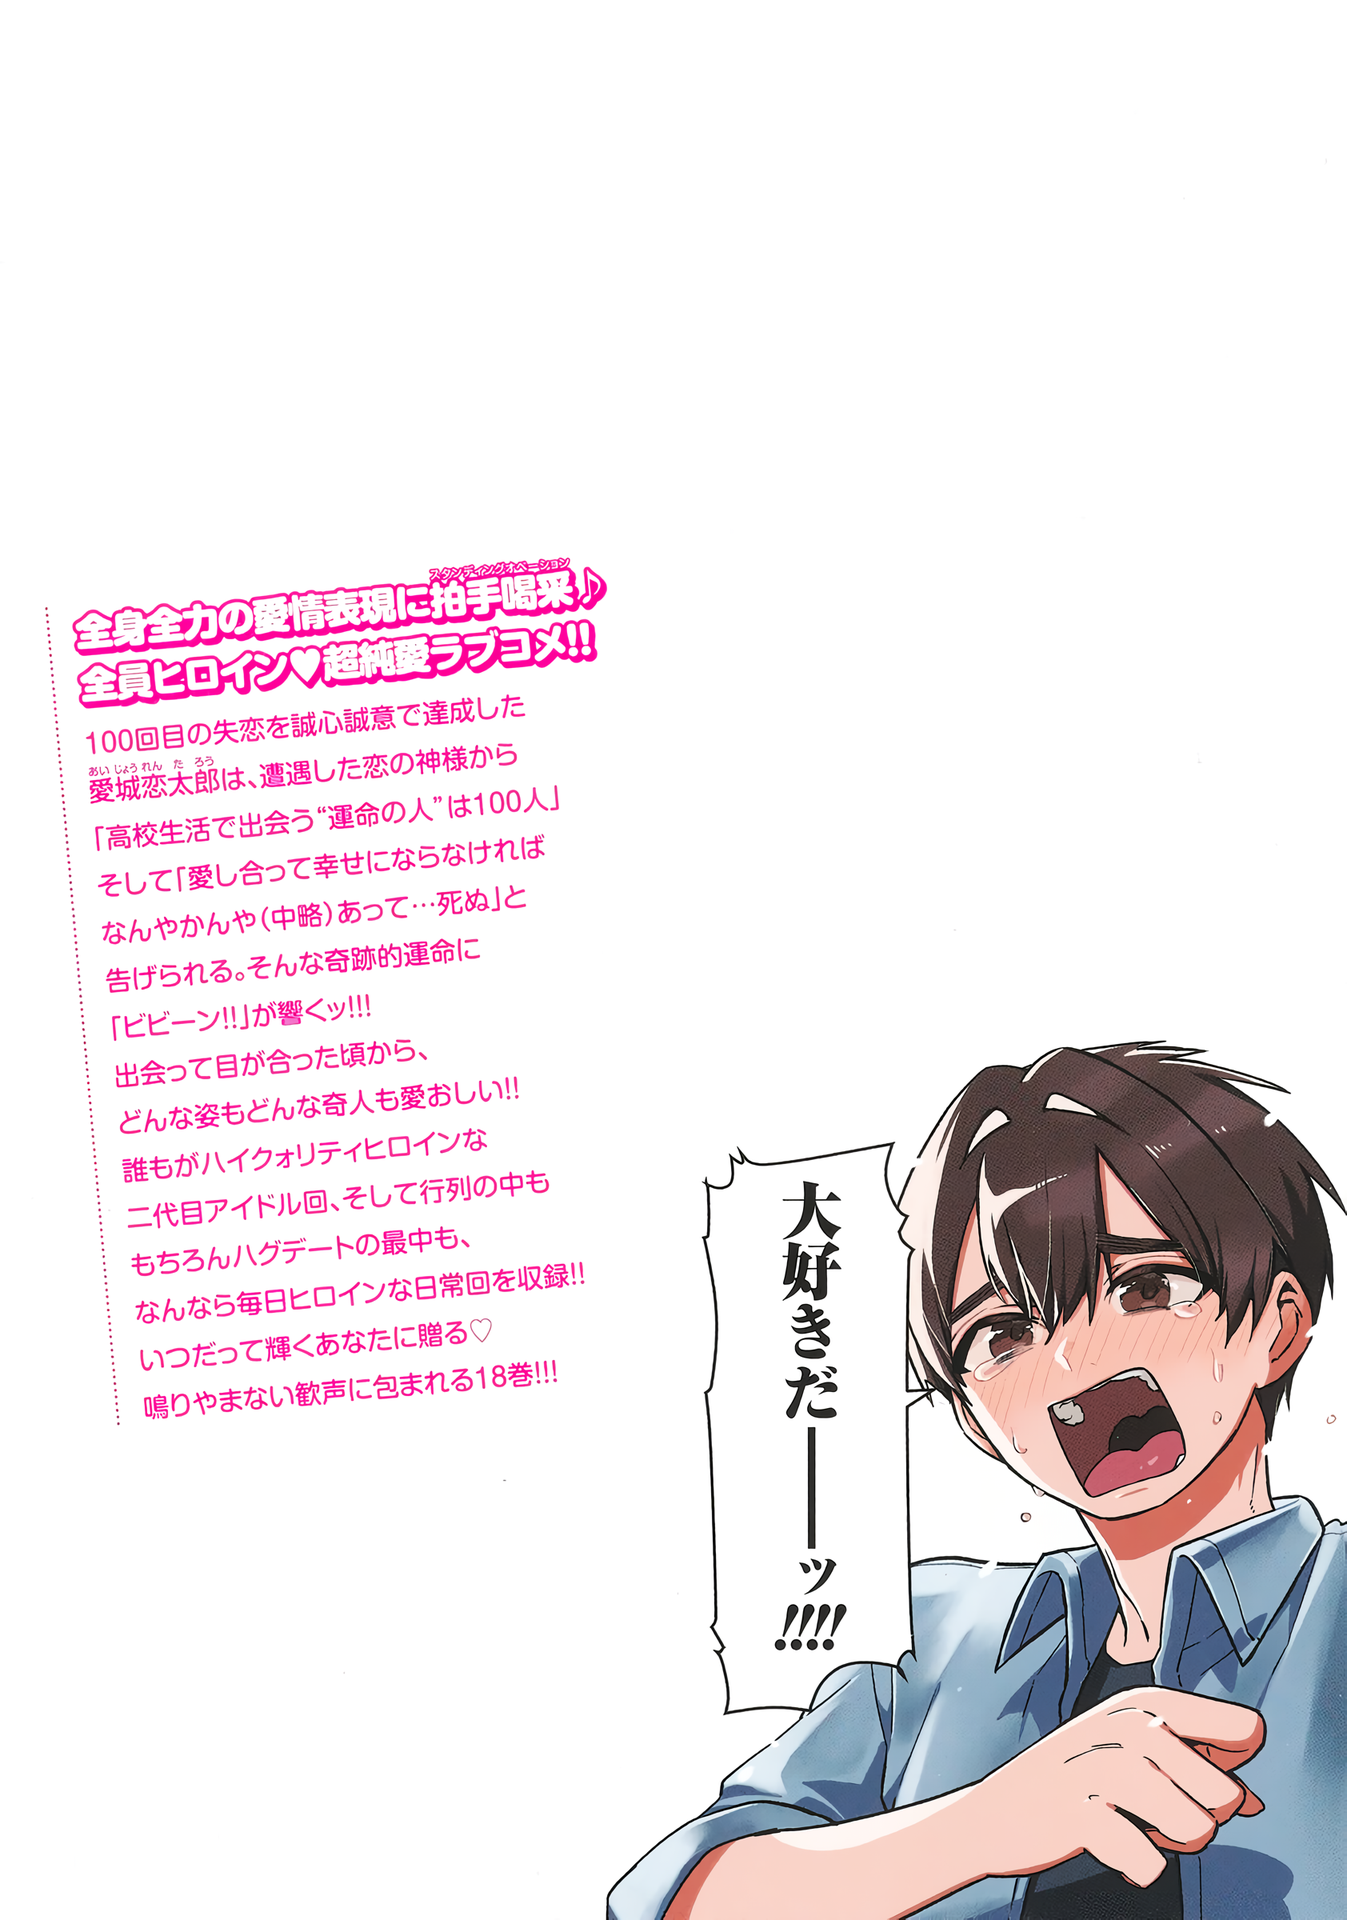 スタンディングオベーション
全身全力の愛情表現に拍手喝采♪
全員ヒロイン♥超純愛ラブコメ!!
100回目の失恋を誠心誠意で達成した
あいじょうれんたろう
愛城恋太郎は、遭遇した恋の神様から
「高校生活で出会う“運命の人”は100人」
そして「愛し合って幸せにならなければ
なんやかんや(中略)あって…死ぬ」と
告げられる。そんな奇跡的運命に
「ビビーン!!」が響くッ!!!
出会って目が合った頃から、
どんな姿もどんな奇人も愛おしい!!
誰もがハイクォリティヒロインな
二代目アイドル回、そして行列の中も
もちろんハグデートの最中も、
なんなら毎日ヒロインな日常回を収録!!
いつだって輝くあなたに贈る♡
鳴りやまない歓声に包まれる18巻!!!
大好きだ――ッ!!!!